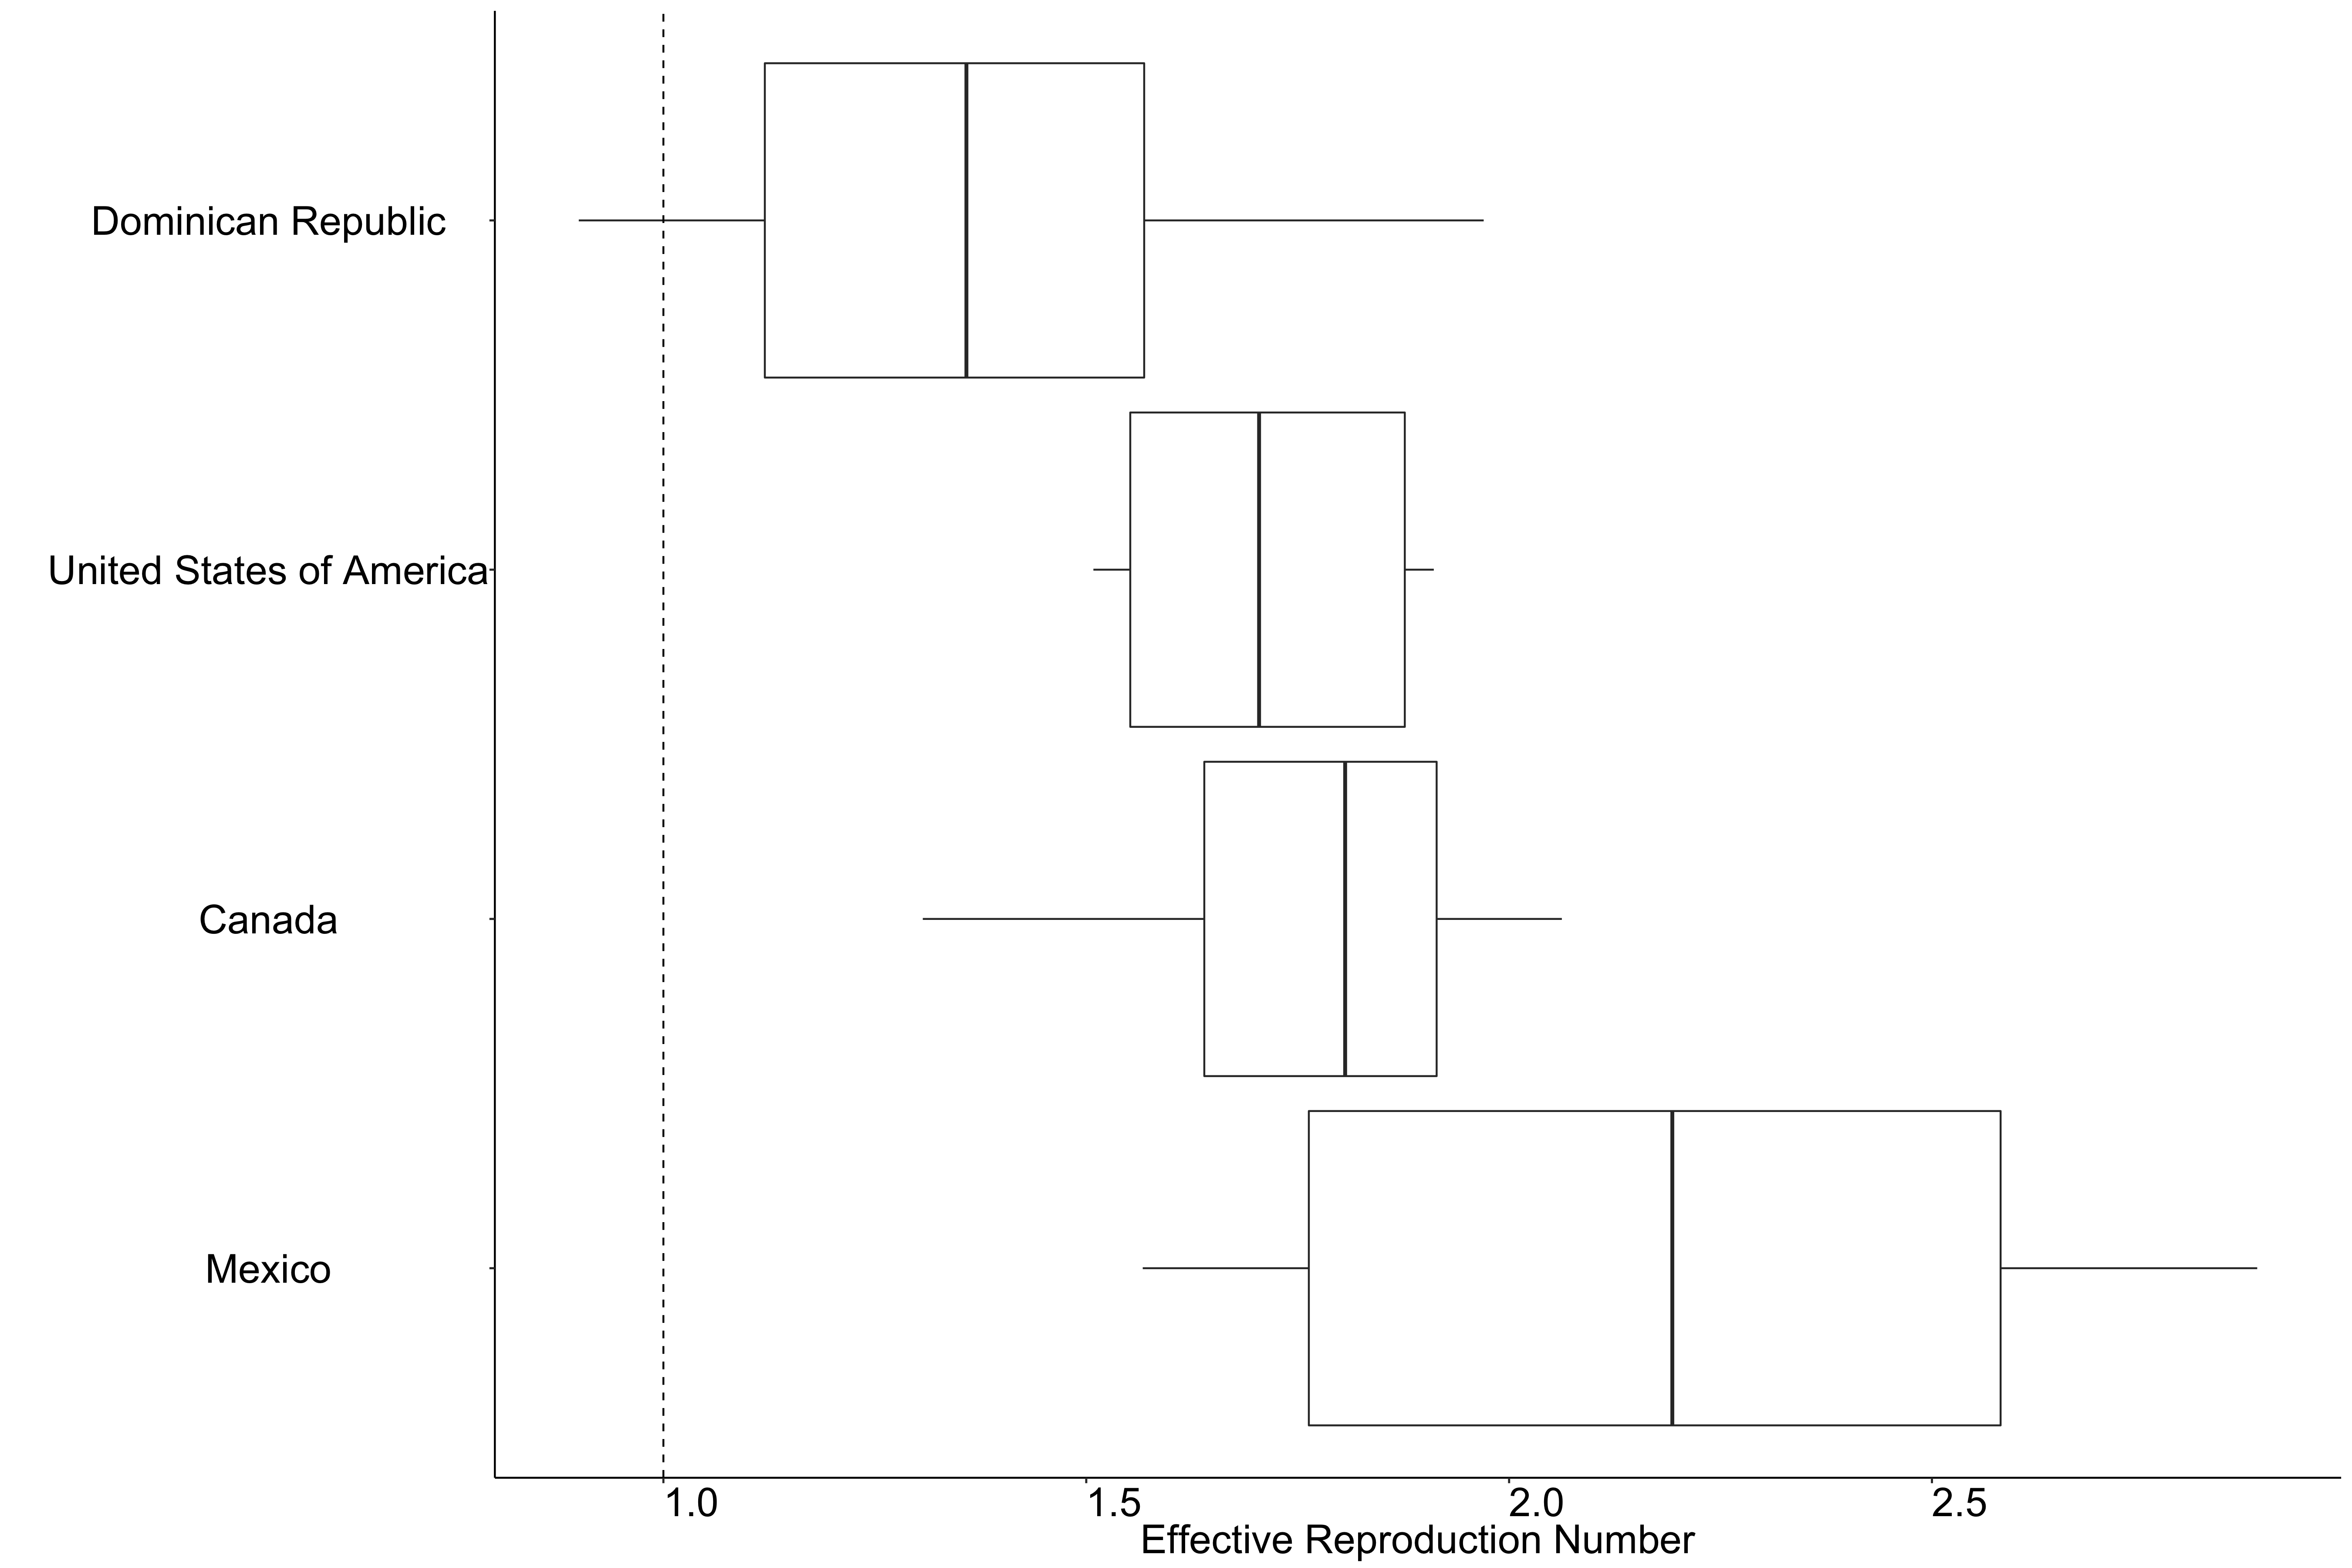 Dominican Republic
United States of America
Canada
Mexico
1.0 1.5 2.0 2.5
Effective Reproduction Number